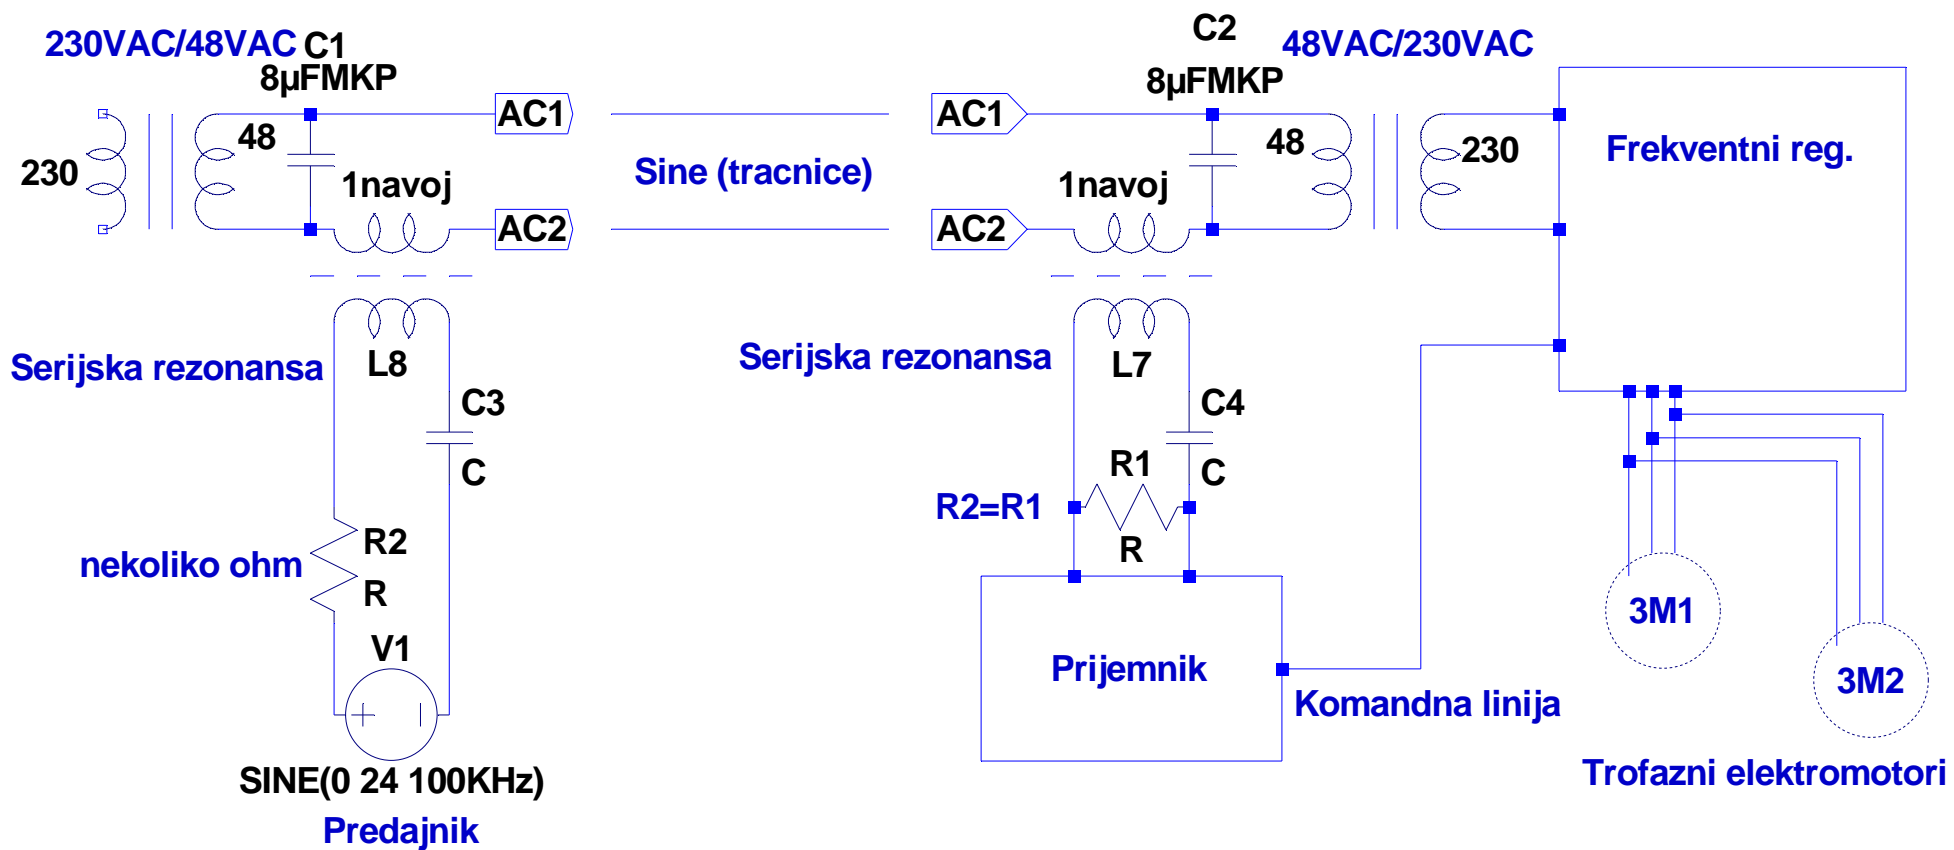 230VAC/48VAC
C1
8µFMKP
C2
8µFMKP
48VAC/230VAC
AC1
AC1
230
48
1navoj
Sine (tracnice)
1navoj
48
230
Frekventni reg.
AC2
AC2
Serijska rezonansa
L8
Serijska rezonansa
L7
C3
C
C4
C
R1
R
R2=R1
R2
R
nekoliko ohm
V1
SINE(0 24 100KHz)
Predajnik
Prijemnik
Komandna linija
3M1
3M2
Trofazni elektromotori